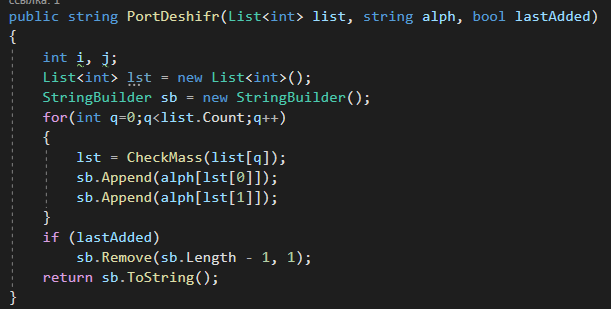 ссылка: 1
public string PortDeshifr(List<int> list, string alph, bool lastAdded)
{
int i, j;
List<int> lst = new List<int>();
StringBuilder sb = new StringBuilder();
for(int q=0;q<list.Count;q++)
{
lst = CheckMass(list[q]);
sb.Append(alph[lst[0]]);
sb.Append(alph[lst[1]]);
}
if (lastAdded)
sb.Remove(sb.Length - 1, 1);
return sb.ToString();
}